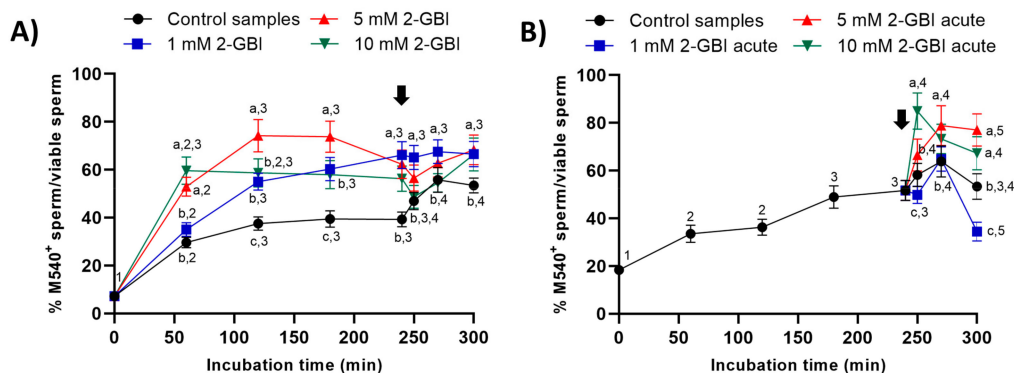 A)
Control samples
5 mM 2-GBI
1 mM 2-GBI
10 mM 2-GBI
% M540+ sperm/viable sperm
100
80
60
40
20
0
0
50
100
150
200
250
300
Incubation time (min)
1
a,2,3
a,2
b,2
b,2
a,3
b,2,3
b,3
c,3
a,3
b,3
c,3
a,3
b,3
a,3
b,3,4
a,3
b,4
a,3
b,4
B)
Control samples
5 mM 2-GBI acute
1 mM 2-GBI acute
10 mM 2-GBI acute
% M540+ sperm/viable sperm
100
80
60
40
20
0
0
50
100
150
200
250
300
Incubation time (min)
1
2
2
3
3
a,4
b,4
c,3
a,4
b,4
a,5
a,4
b,3,4
c,5